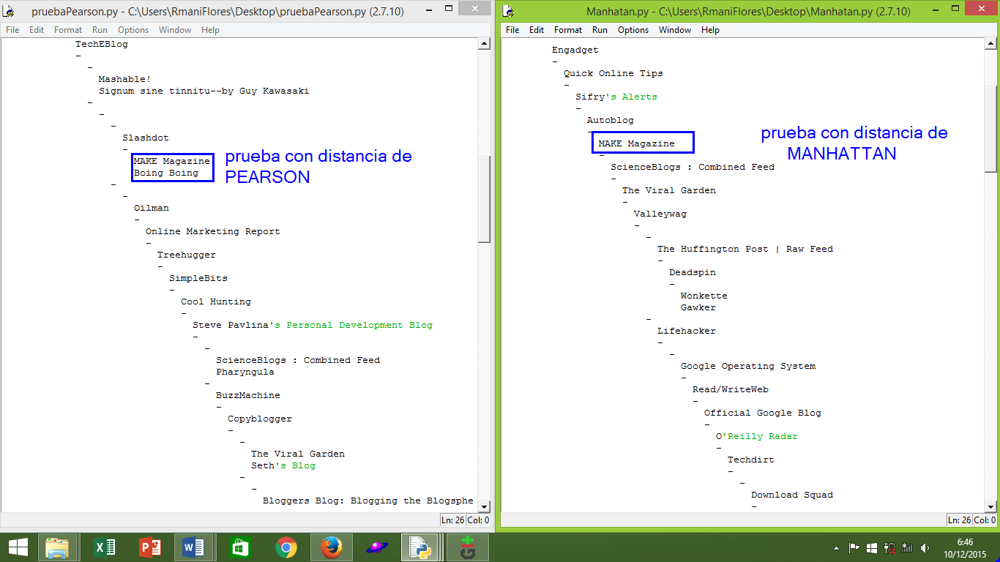 pruebaPearson.py - C:\Users\RmaniFlores\Desktop\pruebaPearson.py (2.7.10)
File Edit Format Run Options Window Help
TechEBlog
-
-
Mashable!
Signum sine tinnitu--by Guy Kawasaki
-
-
-
Slashdot
-
MAKE Magazine
Boing Boing
prueba con distancia de
PEARSON
-
-
Oilman
-
Online Marketing Report
-
Treehugger
-
SimpleBits
-
Cool Hunting
-
Steve Pavlina's Personal Development Blog
-
-
ScienceBlogs : Combined Feed
Pharyngula
-
BuzzMachine
-
Copyblogger
-
-
The Viral Garden
Seth's Blog
-
-
Bloggers Blog: Blogging the Blogsphe
Ln: 26 Col: 0
Manhatan.py - C:\Users\RmaniFlores\Desktop\Manhatan.py (2.7.10)
File Edit Format Run Options Window Help
Engadget
-
Quick Online Tips
-
Sifry's Alerts
-
Autoblog
-
MAKE Magazine
prueba con distancia de
MANHATTAN
-
ScienceBlogs : Combined Feed
-
The Viral Garden
-
Valleywag
-
-
The Huffington Post | Raw Feed
-
Deadspin
-
Wonkette
Gawker
-
Lifehacker
-
-
Google Operating System
-
Read/WriteWeb
-
Official Google Blog
-
O'Reilly Radar
-
Techdirt
-
-
Download Squad
-
Ln: 26 Col: 0
6:46
10/12/2015